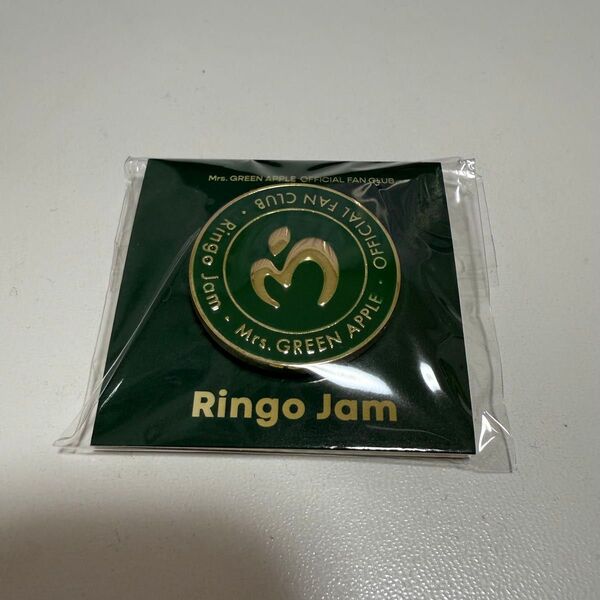 Mrs. GREEN APPLE OFFICIAL FAN CLUB
Ringo Jam • Mrs. GREEN APPLE • OFFICIAL FAN CLUB •
Ringo Jam